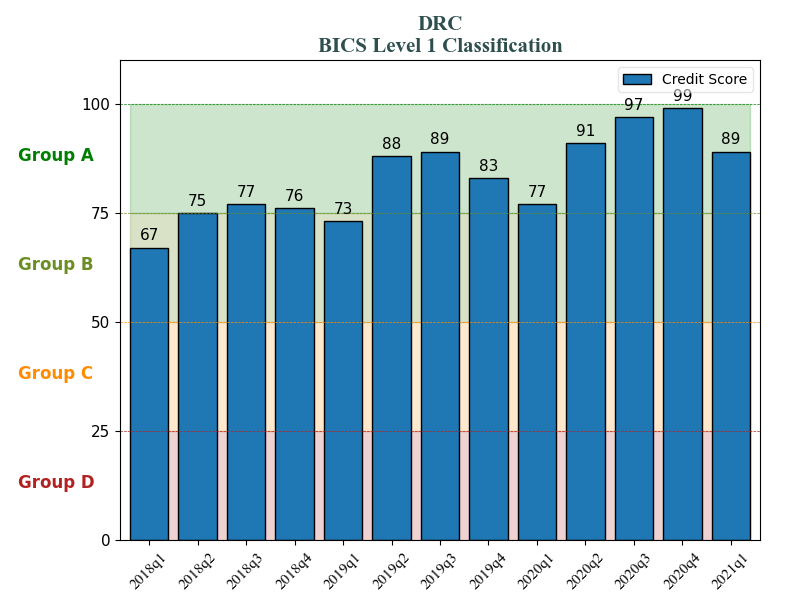 DRC
BICS Level 1 Classification
Credit Score
100
75
50
25
0
Group A
Group B
Group C
Group D
67
75
77
76
73
88
89
83
77
91
97
99
89
2018q1
2018q2
2018q3
2018q4
2019q1
2019q2
2019q3
2019q4
2020q1
2020q2
2020q3
2020q4
2021q1